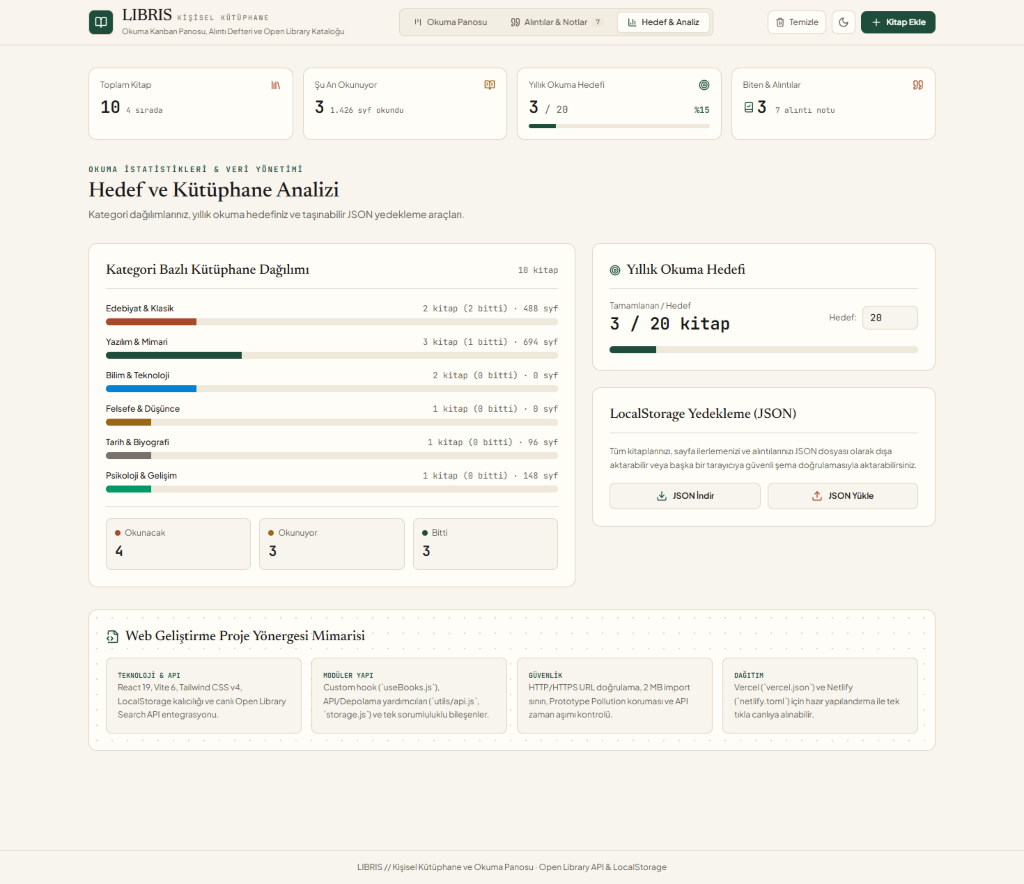 LIBRIS KİŞİSEL KÜTÜPHANE
Okuma Kanban Panosu, Alıntı Defteri ve Open Library Kataloğu
Okuma Panosu
Alıntılar & Notlar 7
Hedef & Analiz
Temizle
Kitap Ekle
Toplam Kitap
10 4 sırada
Şu An Okunuyor
3 1.426 syf okundu
Yıllık Okuma Hedefi
3 / 20 %15
Biten & Alıntılar
3 7 alıntı notu
OKUMA İSTATİSTİKLERİ & VERİ YÖNETİMİ
Hedef ve Kütüphane Analizi
Kategori dağılımlarınız, yıllık okuma hedefiniz ve taşınabilir JSON yedekleme araçları.
Kategori Bazlı Kütüphane Dağılımı 10 kitap
Edebiyat & Klasik 2 kitap (2 bitti) · 488 syf
Yazılım & Mimari 3 kitap (1 bitti) · 694 syf
Bilim & Teknoloji 2 kitap (0 bitti) · 0 syf
Felsefe & Düşünce 1 kitap (0 bitti) · 0 syf
Tarih & Biyografi 1 kitap (0 bitti) · 96 syf
Psikoloji & Gelişim 1 kitap (0 bitti) · 148 syf
Okunacak
4
Okunuyor
3
Bitti
3
Yıllık Okuma Hedefi
Tamamlanan / Hedef
3 / 20 kitap
Hedef: 20
LocalStorage Yedekleme (JSON)
Tüm kitaplarınızı, sayfa ilerlemenizi ve alıntılarınızı JSON dosyası olarak dışa
aktarabilir veya başka bir tarayıcıya güvenli şema doğrulamasıyla aktarabilirsiniz.
JSON İndir
JSON Yükle
Web Geliştirme Proje Yönergesi Mimarisi
TEKNOLOJİ & API
React 19, Vite 6, Tailwind CSS v4,
LocalStorage kalıcılığı ve canlı Open Library
Search API entegrasyonu.
MODÜLER YAPI
Custom hook (`useBooks.js`),
API/Depolama yardımcıları (`utils/api.js`,
`storage.js`) ve tek sorumluluklu bileşenler.
GÜVENLİK
HTTP/HTTPS URL doğrulama, 2 MB import
sınırı, Prototype Pollution koruması ve API
zaman aşımı kontrolü.
DAĞITIM
Vercel (`vercel.json`) ve Netlify
(`netlify.toml`) için hazır yapılandırma ile tek
tıkla canlıya alınabilir.
LIBRIS // Kişisel Kütüphane ve Okuma Panosu · Open Library API & LocalStorage